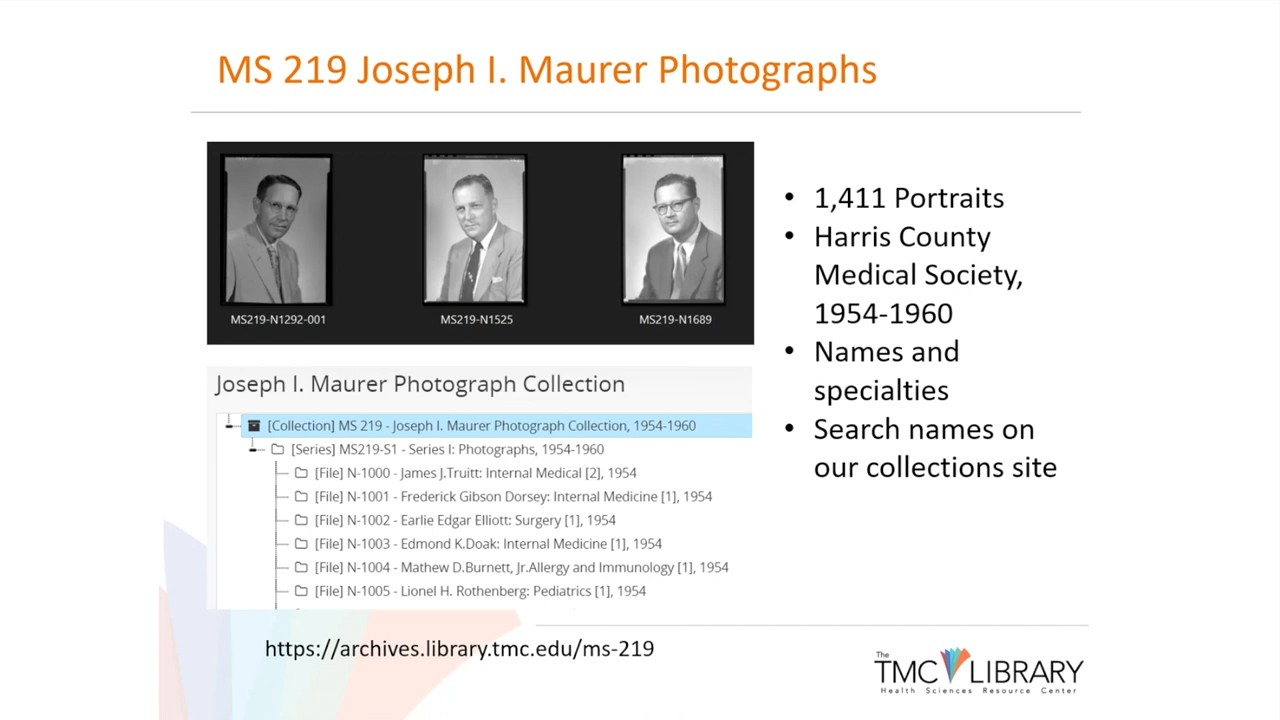 MS 219 Joseph I. Maurer Photographs
MS219-N1292-001
MS219-N1525
MS219-N1689
Joseph I. Maurer Photograph Collection
[Collection] MS 219 - Joseph I. Maurer Photograph Collection, 1954-1960
[Series] MS219-S1 - Series I: Photographs, 1954-1960
[File] N-1000 - James J.Truitt: Internal Medical [2], 1954
[File] N-1001 - Frederick Gibson Dorsey: Internal Medicine [1], 1954
[File] N-1002 - Earlie Edgar Elliott: Surgery [1], 1954
[File] N-1003 - Edmond K.Doak: Internal Medicine [1], 1954
[File] N-1004 - Mathew D.Burnett, Jr.Allergy and Immunology [1], 1954
[File] N-1005 - Lionel H. Rothenberg: Pediatrics [1], 1954
• 1,411 Portraits
• Harris County
Medical Society,
1954-1960
• Names and
specialties
• Search names on
our collections site
https://archives.library.tmc.edu/ms-219
The
TMC LIBRARY
Health Sciences Resource Center